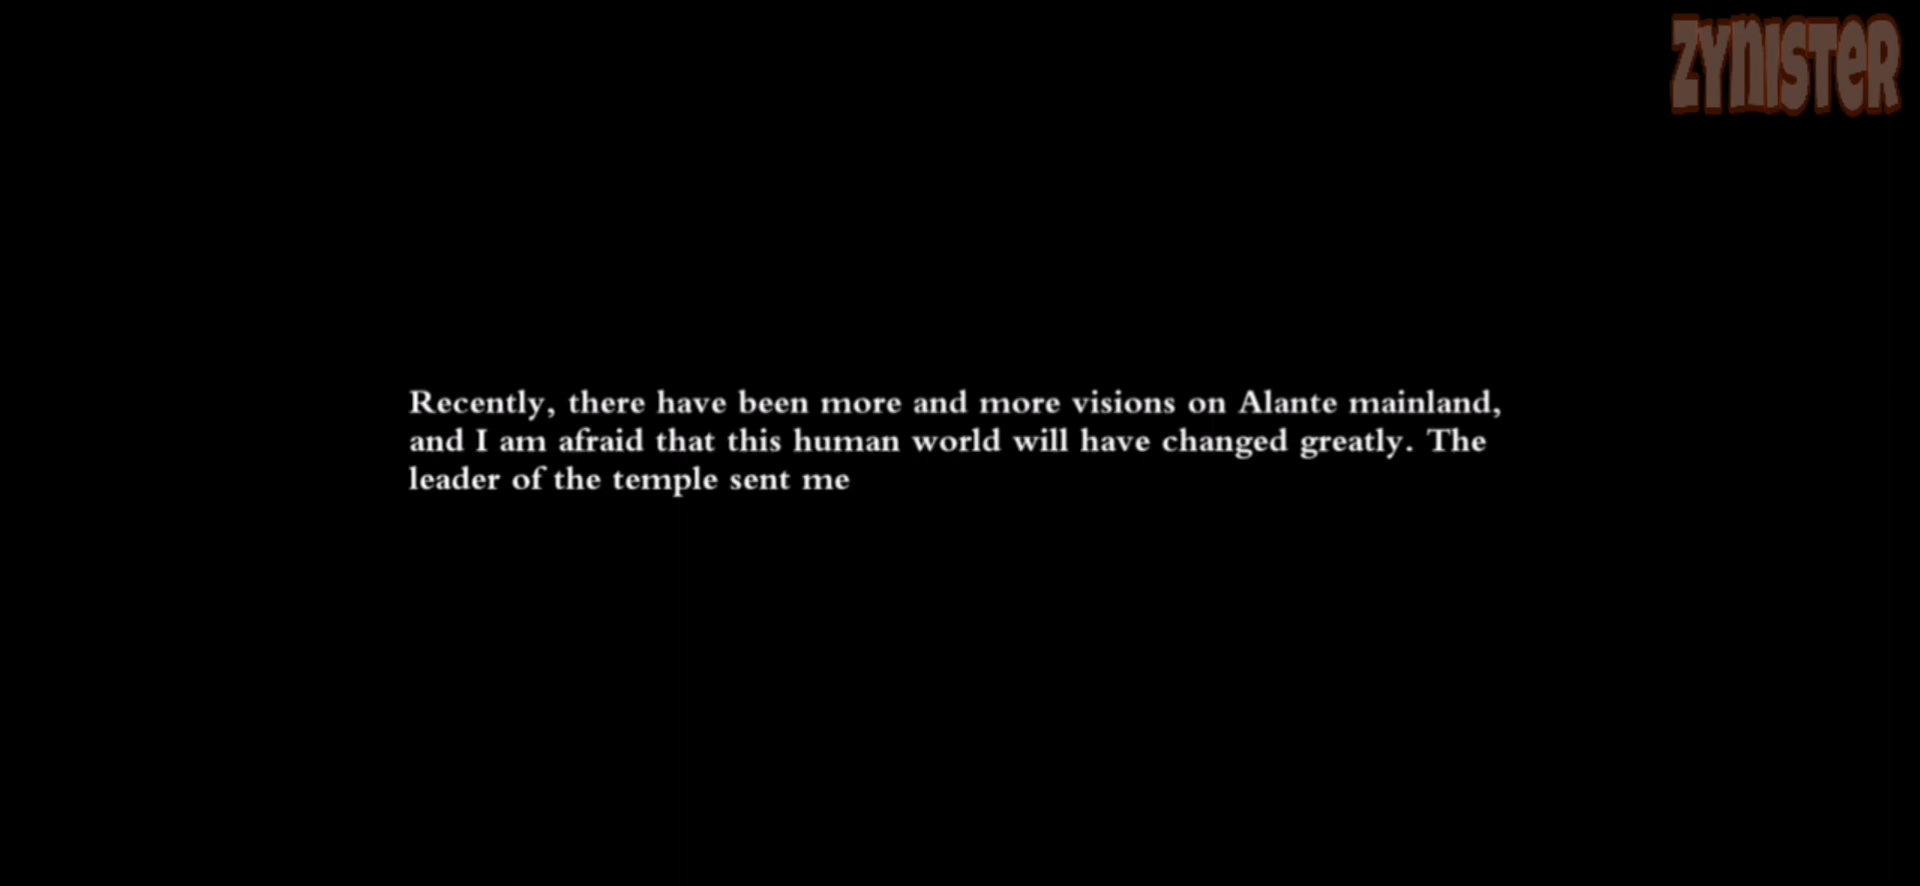 ZYNISTER
Recently, there have been more and more visions on Alante mainland,
and I am afraid that this human world will have changed greatly. The
leader of the temple sent me